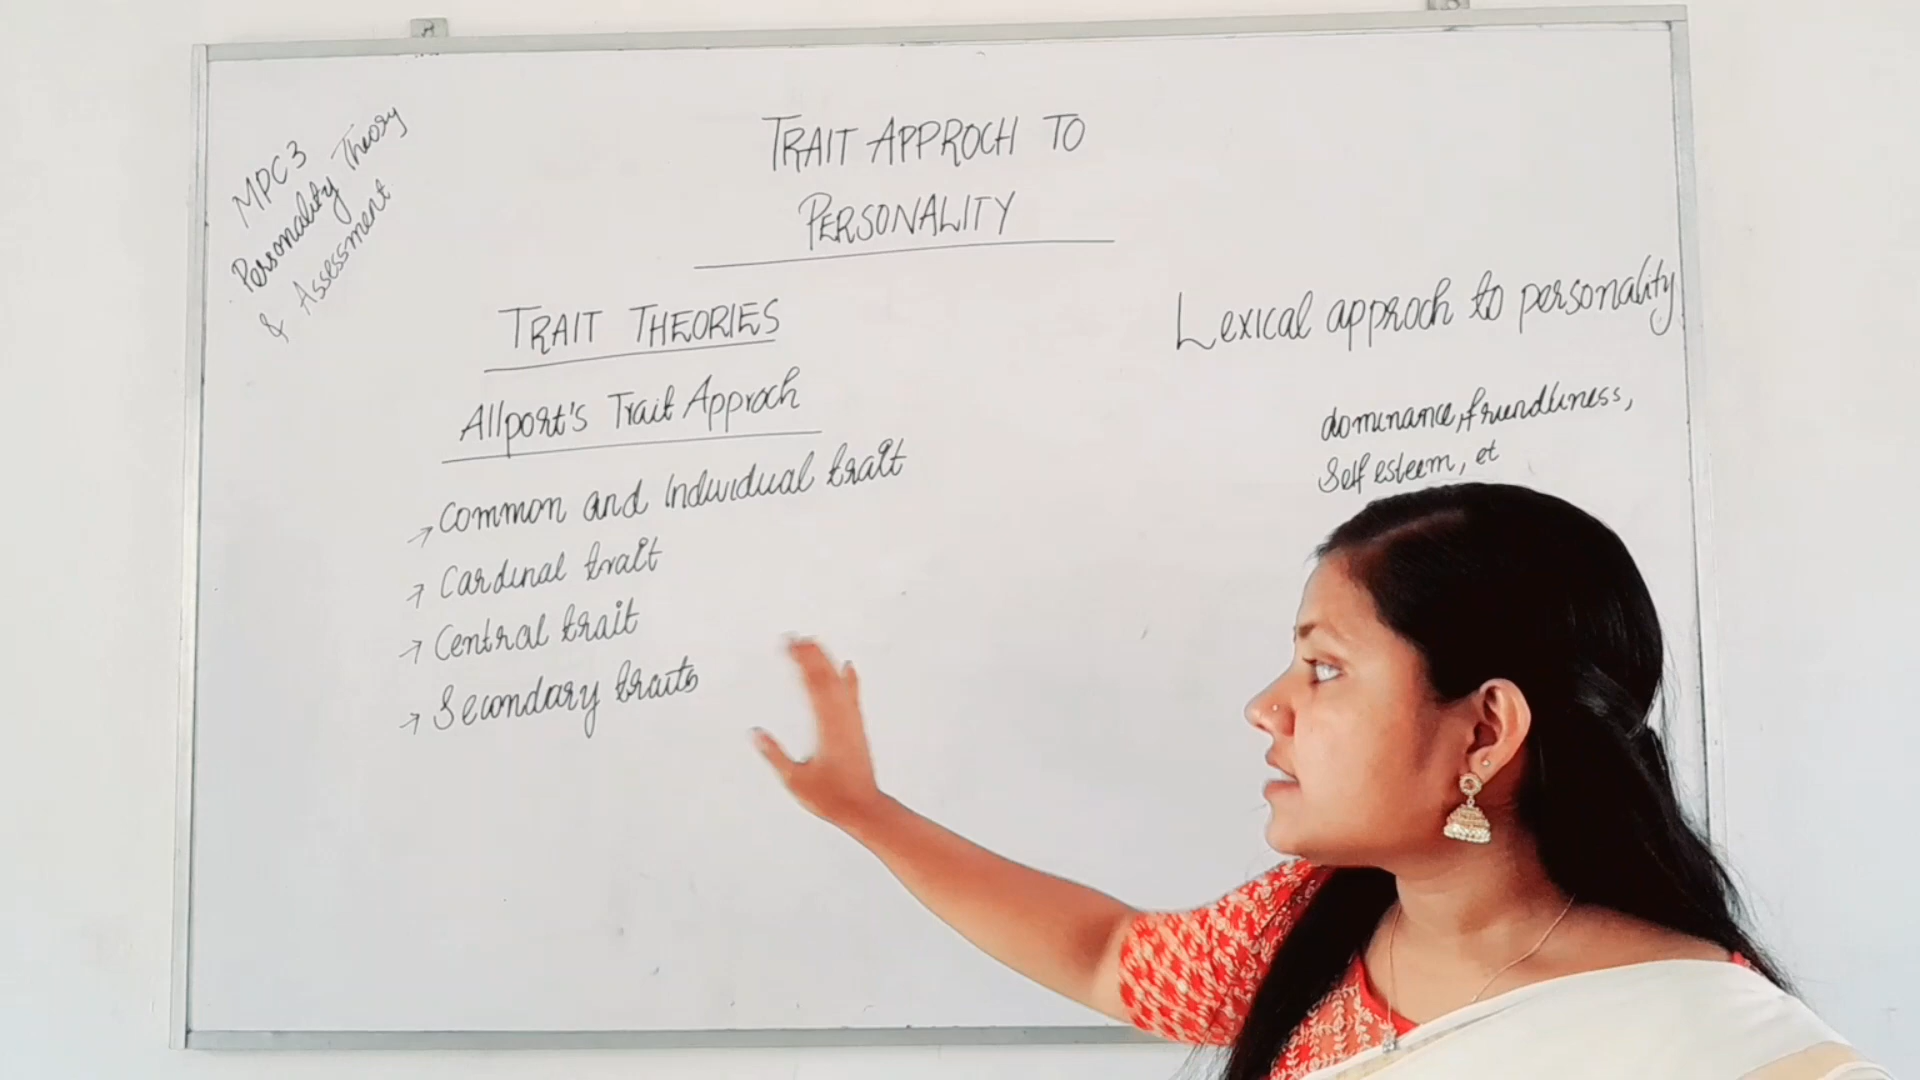 MPC3
Personality Theory
& Assessment
TRAIT APPROCH TO
PERSONALITY
TRAIT THEORIES
Allport's Trait Approch
→ Common and Individual trait
→ Cardinal trait
→ Central trait
→ Secondary traits
Lexical approch to personality
dominance, friendliness,
Self esteem, et